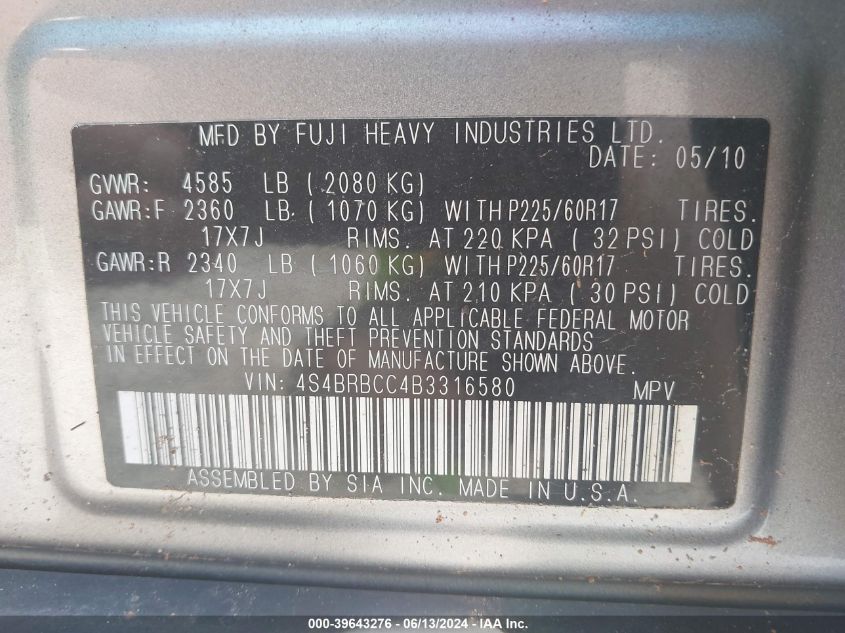 MFD BY FUJI HEAVY INDUSTRIES LTD.
DATE: 05/10
GVWR: 4585 LB ( 2080 KG)
GAWR:F 2360 LB ( 1070 KG) WITH P225/60R17 TIRES.
17X7J RIMS. AT 220 KPA ( 32 PSI) COLD
GAWR:R 2340 LB ( 1060 KG) WITH P225/60R17 TIRES.
17X7J RIMS. AT 210 KPA ( 30 PSI) COLD
THIS VEHICLE CONFORMS TO ALL APPLICABLE FEDERAL MOTOR
VEHICLE SAFETY AND THEFT PREVENTION STANDARDS
IN EFFECT ON THE DATE OF MANUFACTURE SHOWN ABOVE.
VIN: 4S4BRBCC4B3316580 MPV
ASSEMBLED BY SIA INC. MADE IN U.S.A.
000-39643276 - 06/13/2024 - IAA Inc.